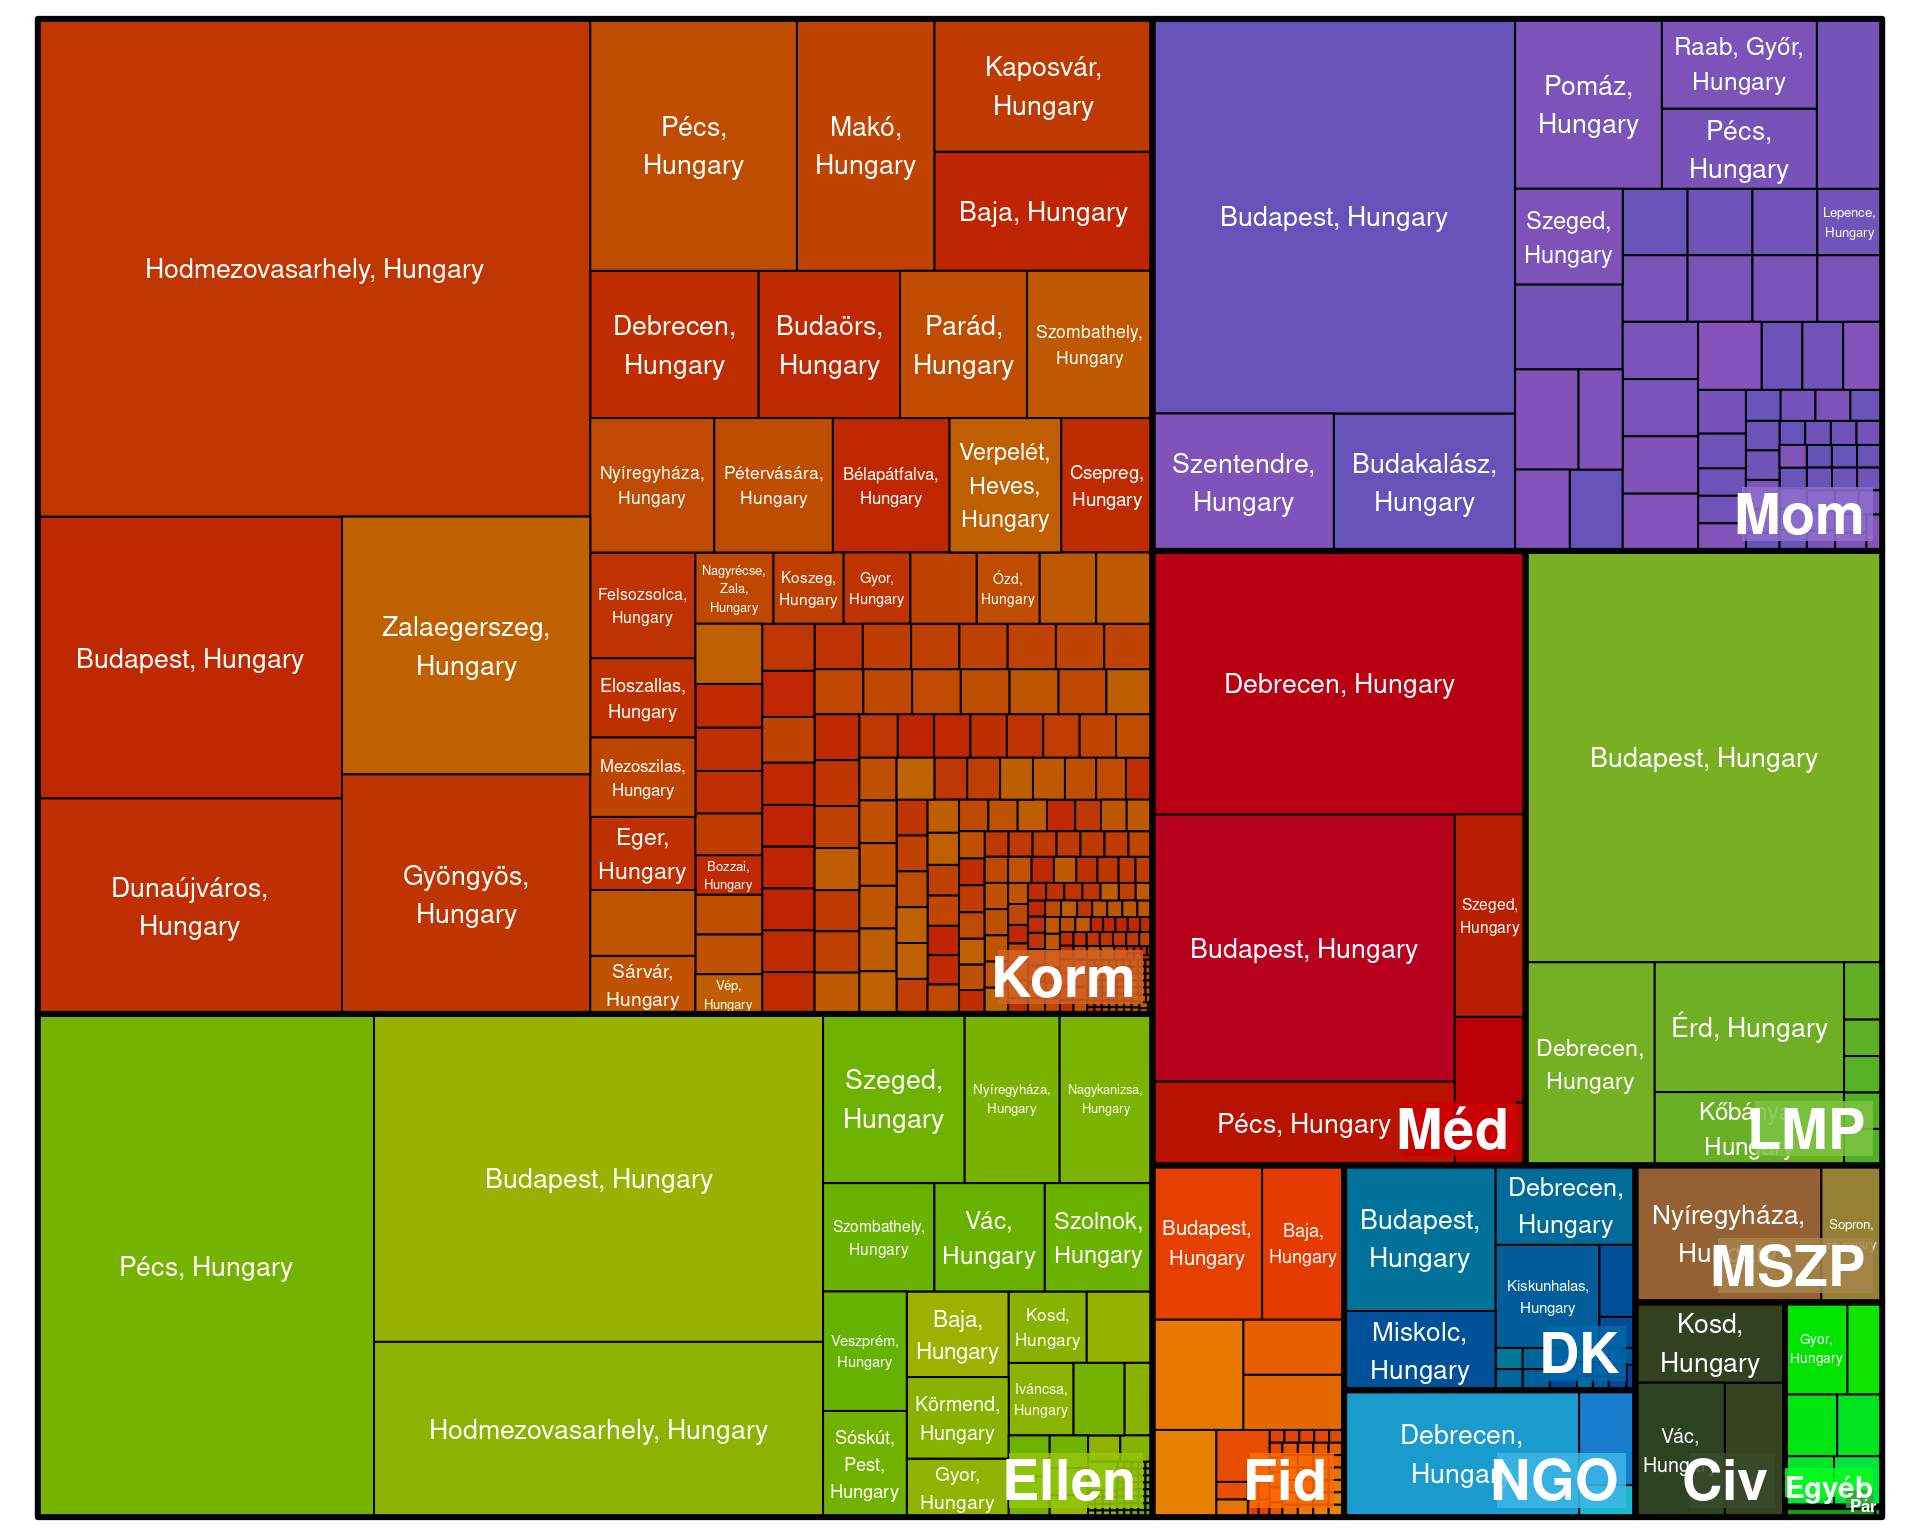 Hodmezovasarhely, Hungary
Pécs,
Hungary
Makó,
Hungary
Kaposvár,
Hungary
Baja, Hungary
Debrecen,
Hungary
Budaörs,
Hungary
Parád,
Hungary
Szombathely,
Hungary
Nyíregyháza,
Hungary
Pétervására,
Hungary
Bélapátfalva,
Hungary
Verpelét,
Heves,
Hungary
Csepreg,
Hungary
Budapest, Hungary
Zalaegerszeg,
Hungary
Dunaújváros,
Hungary
Gyöngyös,
Hungary
Felsozsolca,
Hungary
Nagyrécse,
Zala,
Hungary
Koszeg,
Hungary
Gyor,
Hungary
Ózd,
Hungary
Eloszallas,
Hungary
Mezoszilas,
Hungary
Eger,
Hungary
Bozzai,
Hungary
Sárvár,
Hungary
Vép,
Hungary
Korm
Pécs, Hungary
Budapest, Hungary
Hodmezovasarhely, Hungary
Szeged,
Hungary
Nyíregyháza,
Hungary
Nagykanizsa,
Hungary
Szombathely,
Hungary
Vác,
Hungary
Szolnok,
Hungary
Veszprém,
Hungary
Baja,
Hungary
Kosd,
Hungary
Körmend,
Hungary
Iváncsa,
Hungary
Sóskút,
Pest,
Hungary
Gyor,
Hungary
Ellen
Budapest, Hungary
Pomáz,
Hungary
Raab, Győr,
Hungary
Pécs,
Hungary
Szeged,
Hungary
Lepence,
Hungary
Szentendre,
Hungary
Budakalász,
Hungary
Mom
Debrecen, Hungary
Budapest, Hungary
Szeged,
Hungary
Pécs, Hungary
Méd
Budapest, Hungary
Debrecen,
Hungary
Érd, Hungary
Kőbánya,
Hungary
LMP
Budapest,
Hungary
Baja,
Hungary
Fid
Budapest,
Hungary
Debrecen,
Hungary
Kiskunhalas,
Hungary
Miskolc,
Hungary
DK
Debrecen,
Hungary
NGO
Nyíregyháza,
Hungary
Sopron,
Hungary
MSZP
Kosd,
Hungary
Vác,
Hungary
Civ
Gyor,
Hungary
Egyéb
Pár